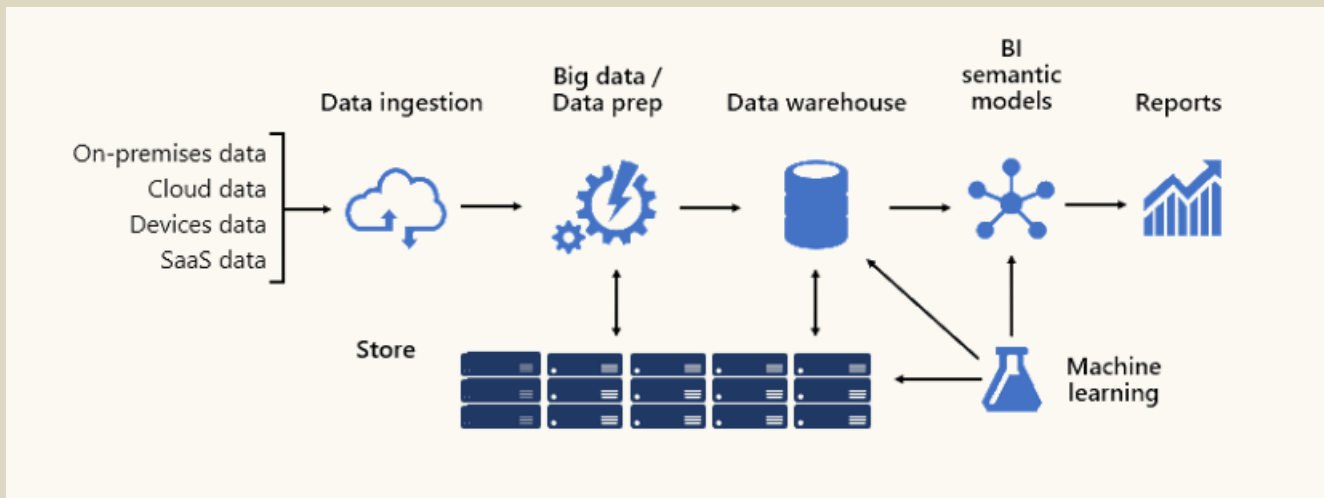 Data ingestion
Big data /
Data prep
Data warehouse
BI
semantic
models
Reports
On-premises data
Cloud data
Devices data
SaaS data
Store
Machine
learning